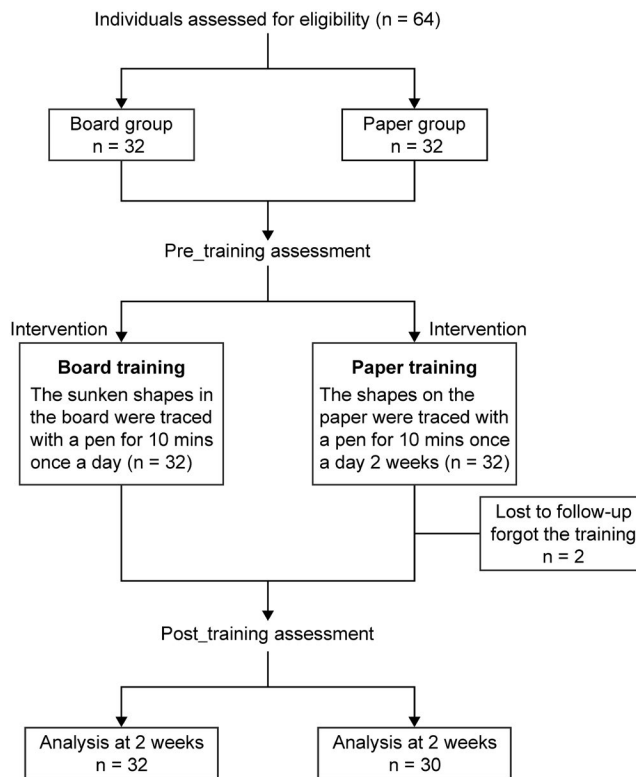 Individuals assessed for eligibility (n = 64)
Board group
n = 32
Paper group
n = 32
Pre_training assessment
Intervention
Intervention
Board training
The sunken shapes in
the board were traced
with a pen for 10 mins
once a day (n = 32)
Paper training
The shapes on the
paper were traced with
a pen for 10 mins once
a day 2 weeks (n = 32)
Lost to follow-up
forgot the training
n = 2
Post_training assessment
Analysis at 2 weeks
n = 32
Analysis at 2 weeks
n = 30